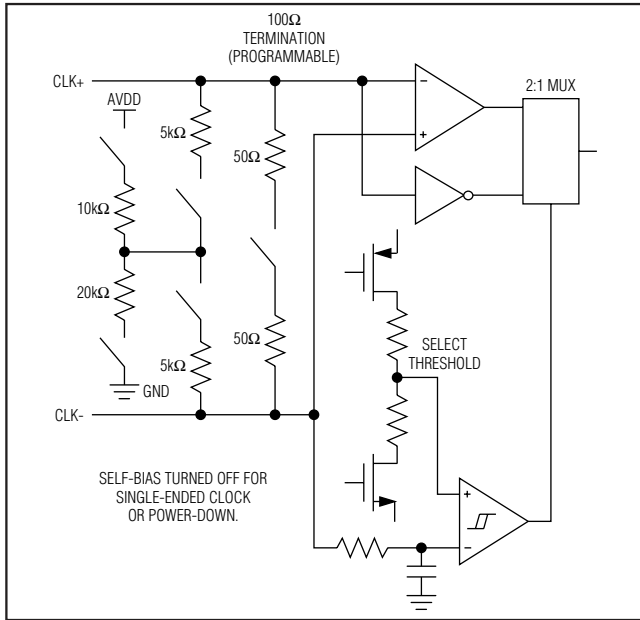 100Ω
TERMINATION
(PROGRAMMABLE)
CLK+
AVDD
2:1 MUX
5kΩ
50Ω
10kΩ
20kΩ
50Ω
SELECT
THRESHOLD
5kΩ
GND
CLK-
SELF-BIAS TURNED OFF FOR
SINGLE-ENDED CLOCK
OR POWER-DOWN.
−
+
+
−